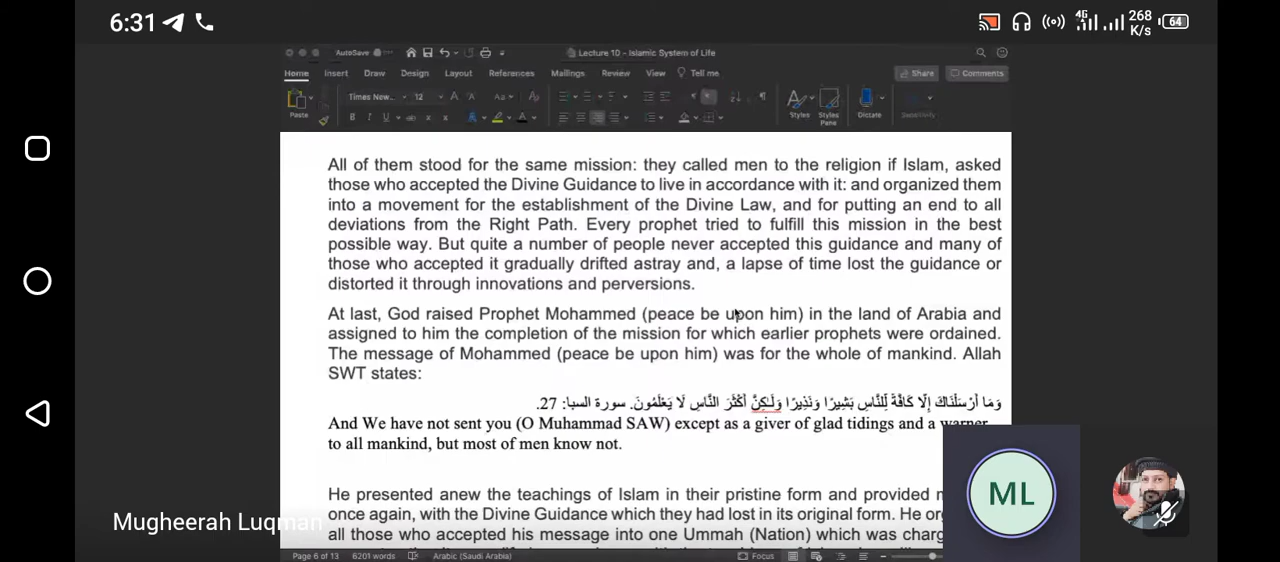 6:31
268
4G K/s 64
AutoSave
Lecture 10 - Islamic System of Life
Home Insert Draw Design Layout References Mailings Review View Tell me Share Comments
Times New... 12 Aa
Paste Styles Styles Pane Dictate Sensitivity
All of them stood for the same mission: they called men to the religion if Islam, asked
those who accepted the Divine Guidance to live in accordance with it: and organized them
into a movement for the establishment of the Divine Law, and for putting an end to all
deviations from the Right Path. Every prophet tried to fulfill this mission in the best
possible way. But quite a number of people never accepted this guidance and many of
those who accepted it gradually drifted astray and, a lapse of time lost the guidance or
distorted it through innovations and perversions.
At last, God raised Prophet Mohammed (peace be upon him) in the land of Arabia and
assigned to him the completion of the mission for which earlier prophets were ordained.
The message of Mohammed (peace be upon him) was for the whole of mankind. Allah
SWT states:
وَمَا أَرْسَلْنَاكَ إِلَّا كَافَّةً لِّلنَّاسِ بَشِيرًا وَنَذِيرًا وَلَٰكِنَّ أَكْثَرَ النَّاسِ لَا يَعْلَمُونَ. سورة السبا: 27.
And We have not sent you (O Muhammad SAW) except as a giver of glad tidings and a warner
to all mankind, but most of men know not.
He presented anew the teachings of Islam in their pristine form and provided
once again, with the Divine Guidance which they had lost in its original form. He
all those who accepted his message into one Ummah (Nation) which was
Mugheerah Luqman
ML
Page 6 of 13 6201 words Arabic (Saudi Arabia) Focus